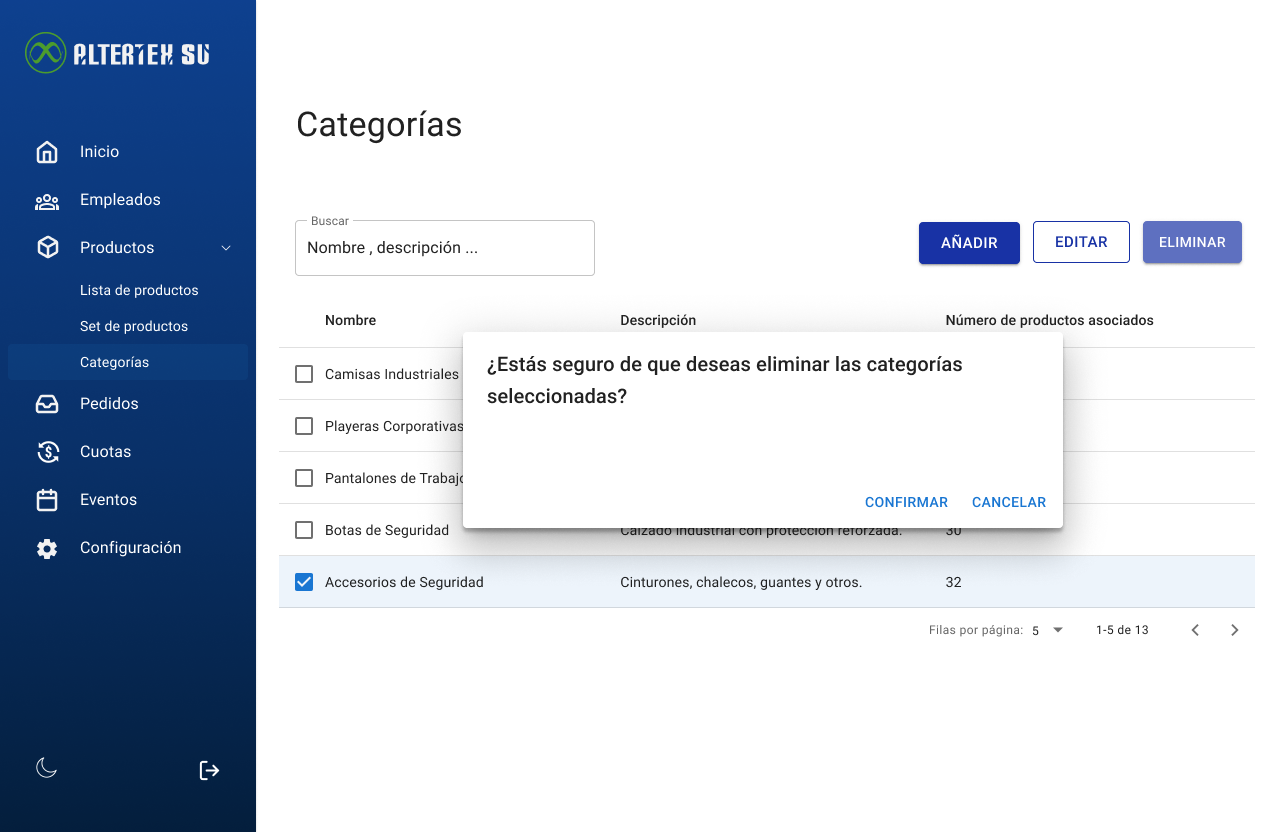 ALTERTEX SU
Inicio
Empleados
Productos
Lista de productos
Set de productos
Categorías
Pedidos
Cuotas
Eventos
Configuración
Categorías
Buscar
Nombre , descripción ...
AÑADIR
EDITAR
ELIMINAR
Nombre Descripción Número de productos asociados
¿Estás seguro de que deseas eliminar las categorías
seleccionadas?
CONFIRMAR CANCELAR
Camisas Industriales
Playeras Corporativas
Pantalones de Trabajo
Botas de Seguridad Calzado industrial con protección reforzada. 30
Accesorios de Seguridad Cinturones, chalecos, guantes y otros. 32
Filas por página: 5 1-5 de 13